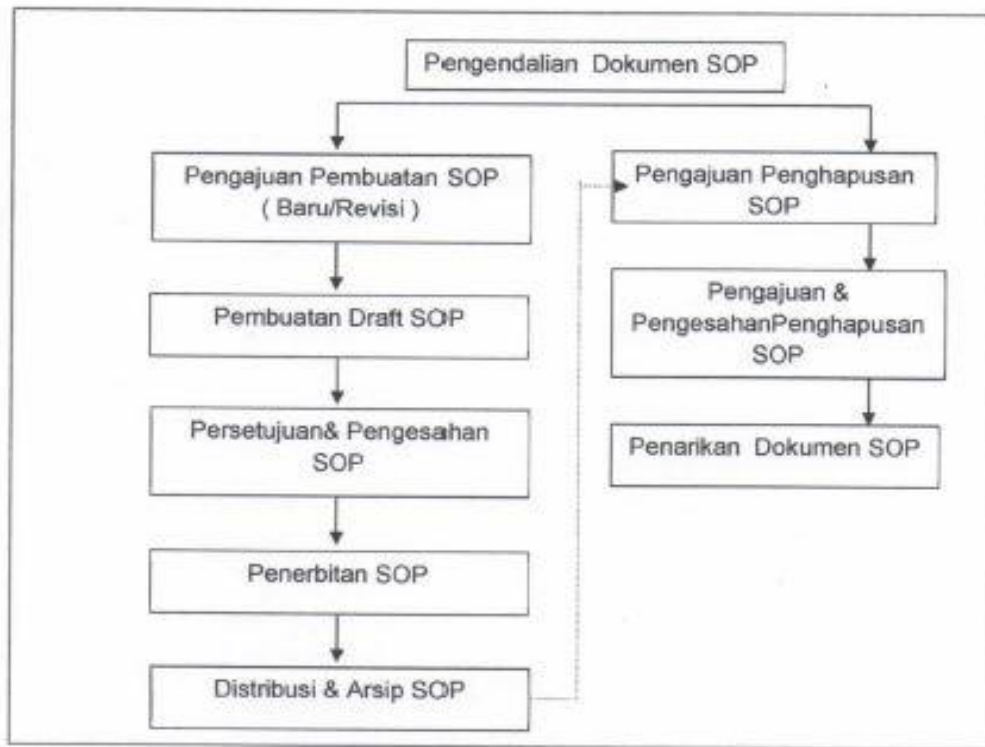 Pengendalian Dokumen SOP
Pengajuan Pembuatan SOP
( Baru/Revisi )
Pembuatan Draft SOP
Persetujuan& Pengesahan
SOP
Penerbitan SOP
Distribusi & Arsip SOP
Pengajuan Penghapusan
SOP
Pengajuan &
PengesahanPenghapusan
SOP
Penarikan Dokumen SOP